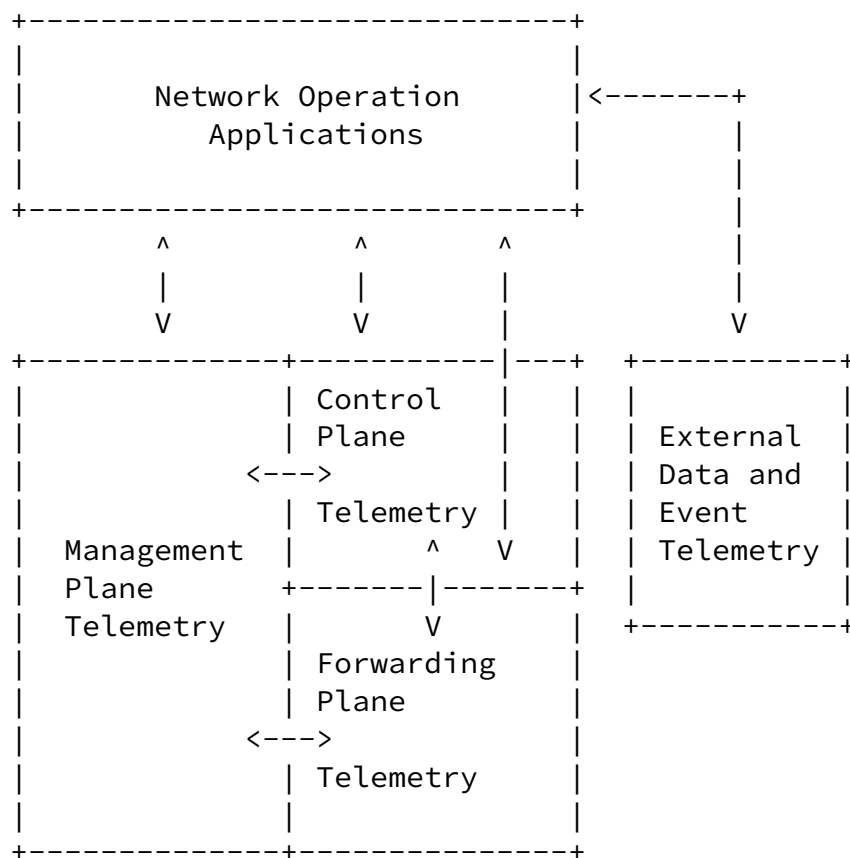 Network Operation
Applications
Control
Plane
Telemetry
External
Data and
Event
Telemetry
Management
Plane
Telemetry
Forwarding
Plane
Telemetry